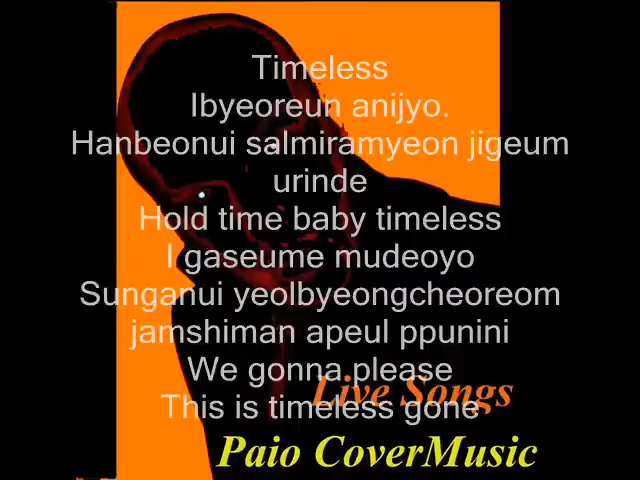 Timeless
Ibyeoreun anijyo.
Hanbeonui salmiramyeon jigeum
urinde
Hold time baby timeless
I gaseume mudeoyo
Sunganui yeolbyeongcheoreom
jamshiman apeul ppunini
We gonna please
Live Songs
This is timeless gone
Paio CoverMusic